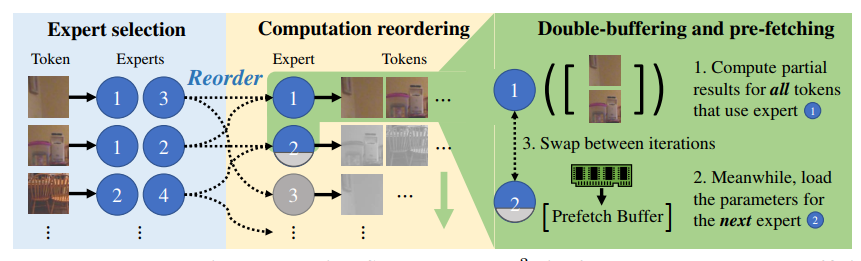 Expert selection
Token
Experts
1 3
1 2
2 4
⋮ ⋮
Reorder
Computation reordering
Expert
Tokens
1
...
2
...
3
...
⋮ ⋮
Double-buffering and pre-fetching
1 ( [ ] )
1. Compute partial
results for all tokens
that use expert 1
3. Swap between iterations
2
[Prefetch Buffer]
2. Meanwhile, load
the parameters for
the next expert 2